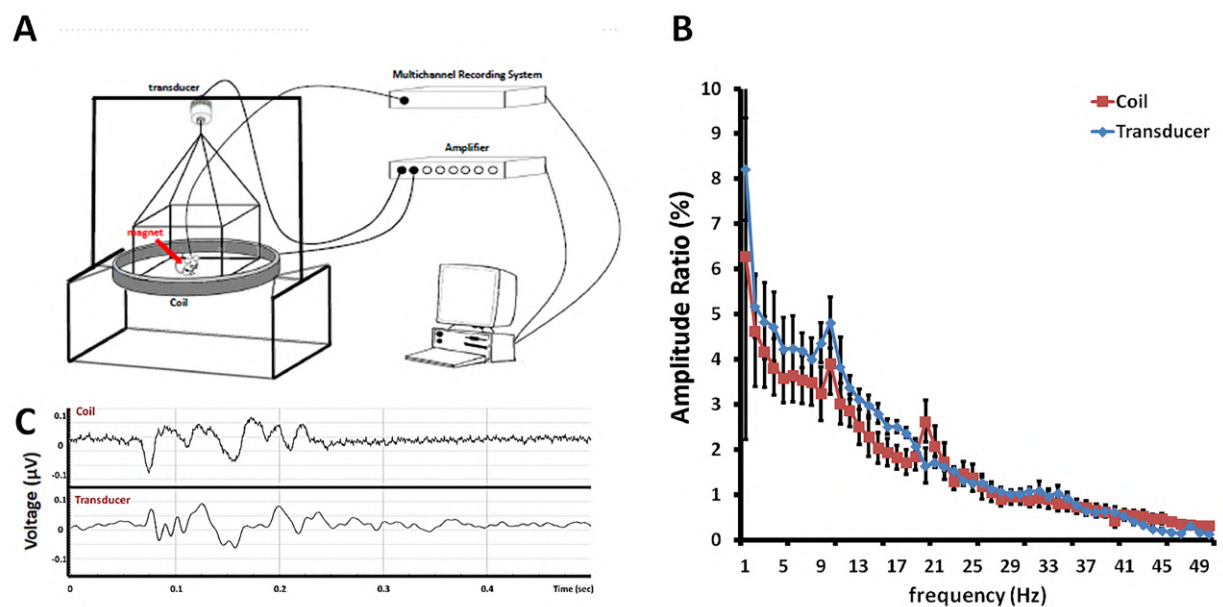 A
transducer
Multichannel Recording System
Amplifier
magnet
Coil
B
Coil
Transducer
Amplitude Ratio (%)
10
9
8
7
6
5
4
3
2
1
0
1 5 9 13 17 21 25 29 33 37 41 45 49
frequency (Hz)
C
Voltage (µV)
Coil
0.1
0
-0.1
Transducer
0.1
0
-0.1
0 0.1 0.2 0.3 0.4 Time (sec)